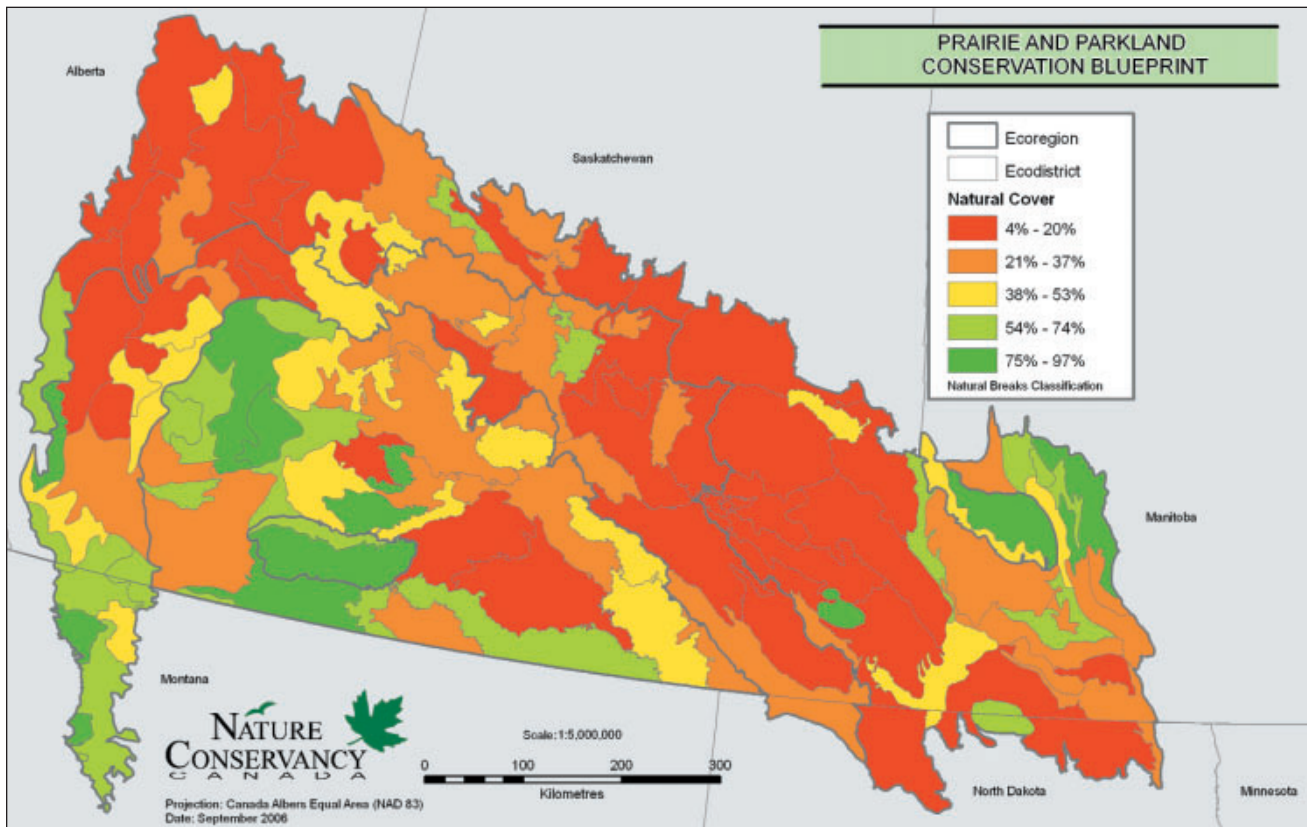 PRAIRIE AND PARKLAND
CONSERVATION BLUEPRINT
Alberta
Saskatchewan
Manitoba
Montana
North Dakota
Minnesota
Ecoregion
Ecodistrict
Natural Cover
4% - 20%
21% - 37%
38% - 53%
54% - 74%
75% - 97%
Natural Breaks Classification
NATURE
CONSERVANCY
CANADA
Scale: 1:5,000,000
0 100 200 300
Kilometres
Projection: Canada Albers Equal Area (NAD 83)
Date: September 2006